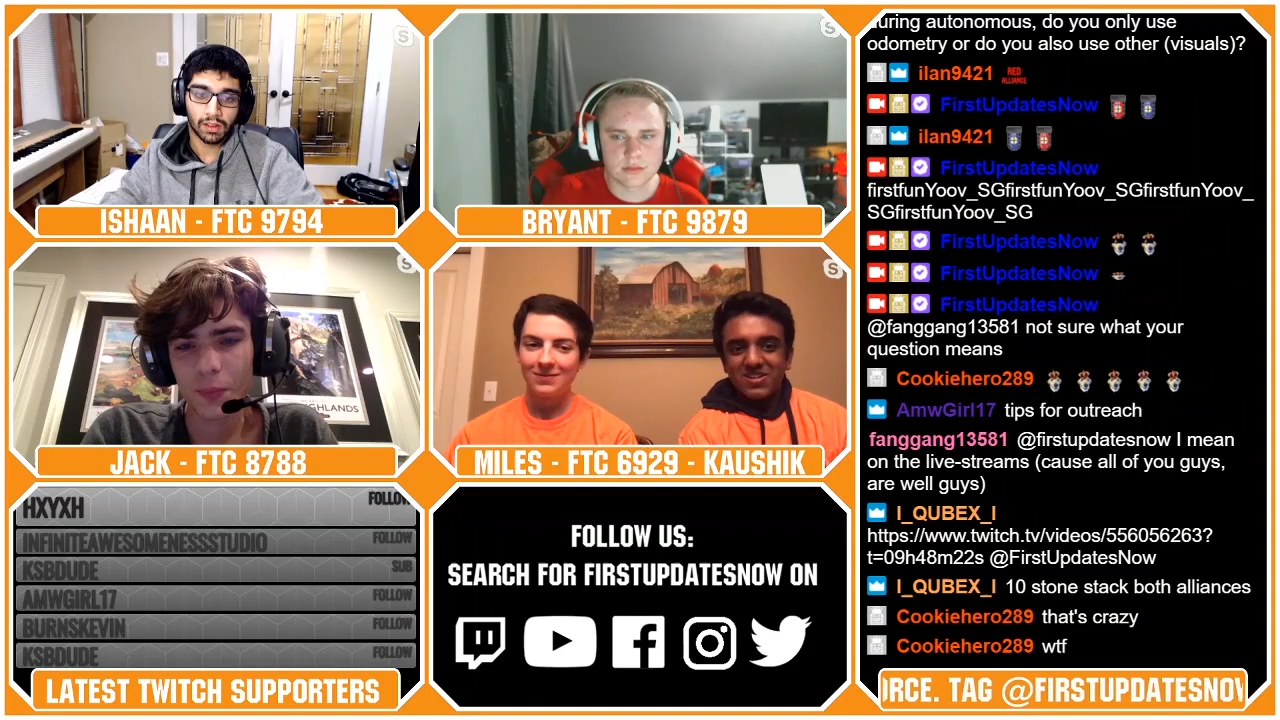 ISHAAN - FTC 9794
BRYANT - FTC 9879
JACK - FTC 8788
HIGHLANDS
MILES - FTC 6929 - KAUSHIK
HXYXH FOLLOW
INFINITEAWESOMENESSSTUDIO FOLLOW
KSBDUDE SUB
AMWGIRL17 FOLLOW
BURNSKEVIN FOLLOW
KSBDUDE FOLLOW
LATEST TWITCH SUPPORTERS
FOLLOW US:
SEARCH FOR FIRSTUPDATESNOW ON
during autonomous, do you only use
odometry or do you also use other (visuals)?
ilan9421 RED ALLIANCE
FirstUpdatesNow
ilan9421
FirstUpdatesNow
firstfunYoov_SGfirstfunYoov_SGfirstfunYoov_
SGfirstfunYoov_SG
FirstUpdatesNow
FirstUpdatesNow
FirstUpdatesNow
@fanggang13581 not sure what your
question means
Cookiehero289
AmwGirl17 tips for outreach
fanggang13581 @firstupdatesnow I mean
on the live-streams (cause all of you guys,
are well guys)
I_QUBEX_I
https://www.twitch.tv/videos/556056263?
t=09h48m22s @FirstUpdatesNow
I_QUBEX_I 10 stone stack both alliances
Cookiehero289 that's crazy
Cookiehero289 wtf
ORCE. TAG @FIRSTUPDATESNOW